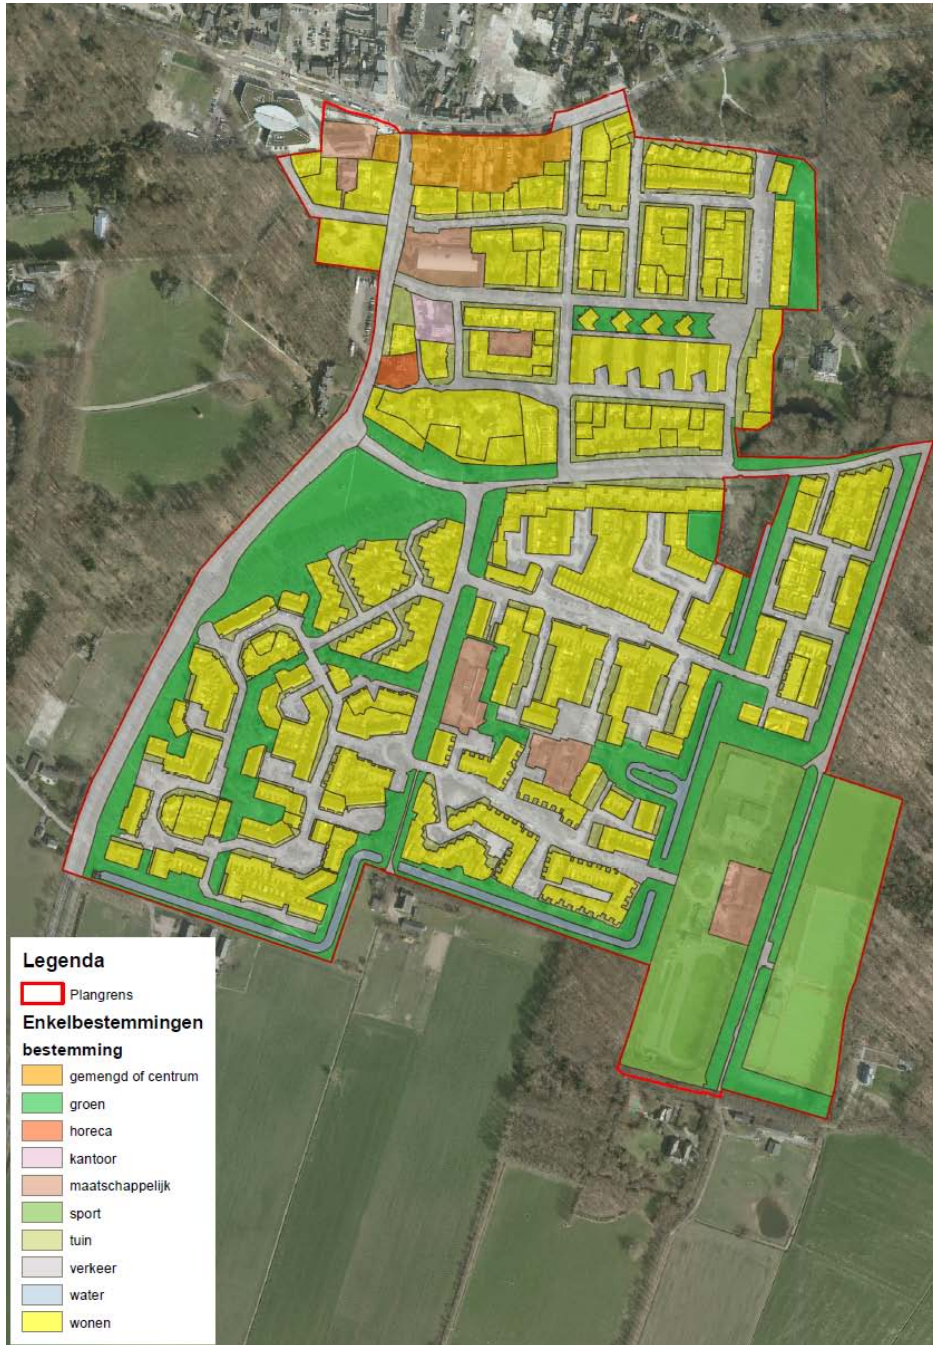 Legenda
Plangrens
Enkelbestemmingen
bestemming
gemengd of centrum
groen
horeca
kantoor
maatschappelijk
sport
tuin
verkeer
water
wonen